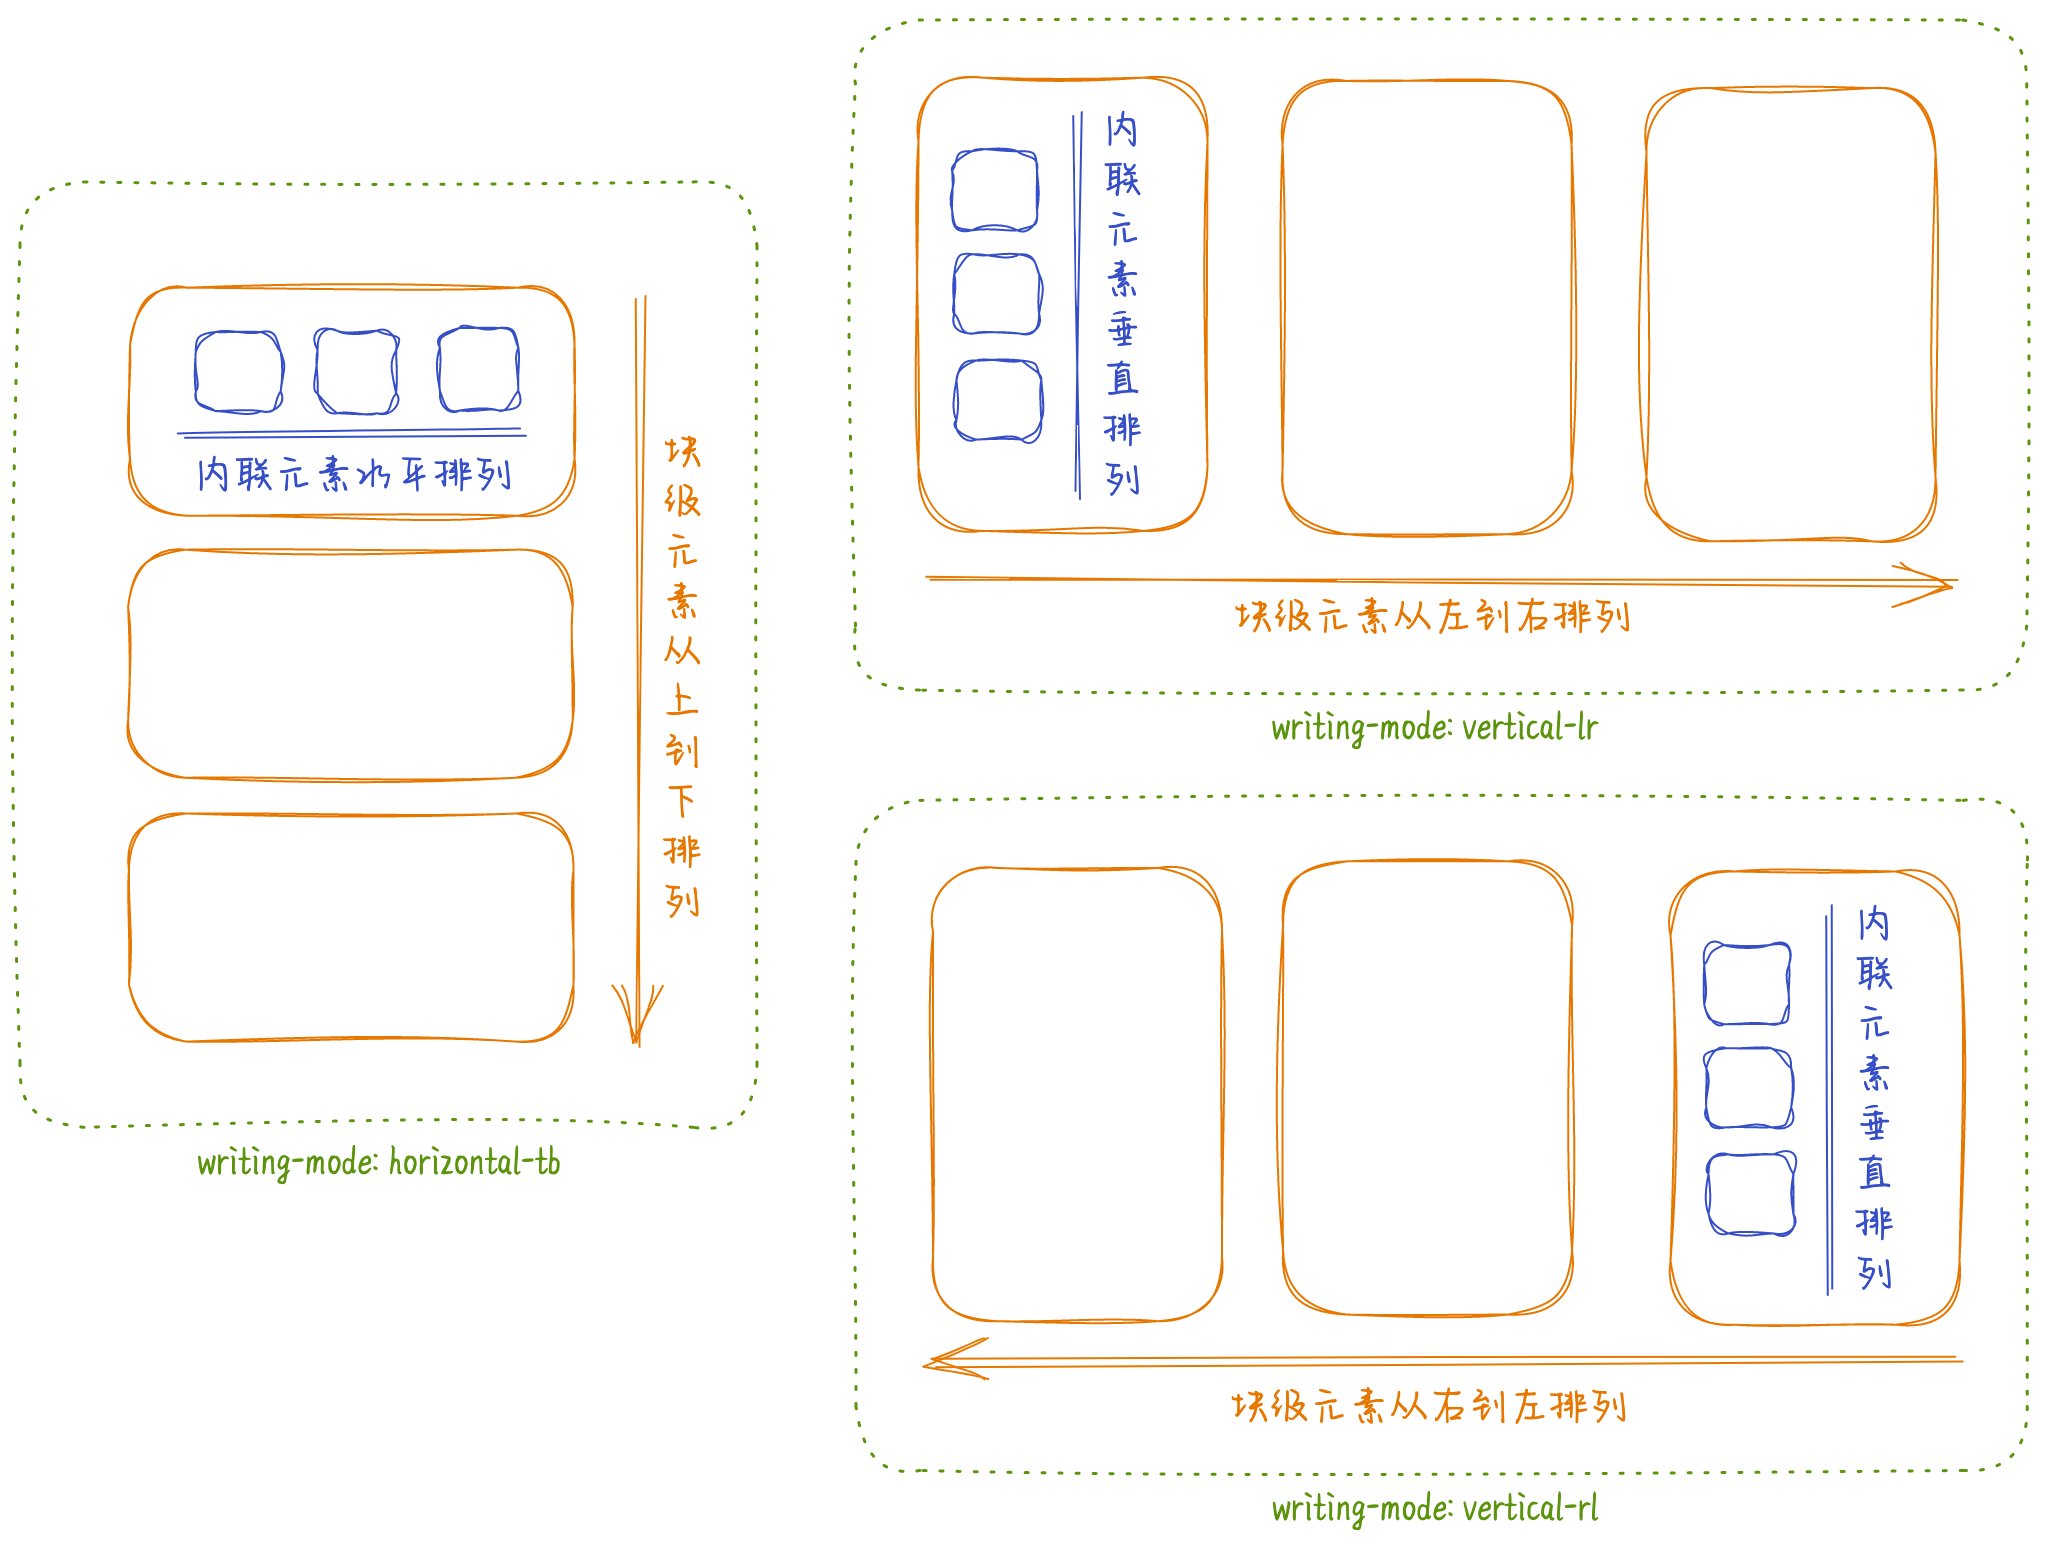 内联元素水平排列
块级元素从上到下排列
writing-mode: horizontal-tb
内联元素垂直排列
块级元素从左到右排列
writing-mode: vertical-lr
内联元素垂直排列
块级元素从右到左排列
writing-mode: vertical-rl